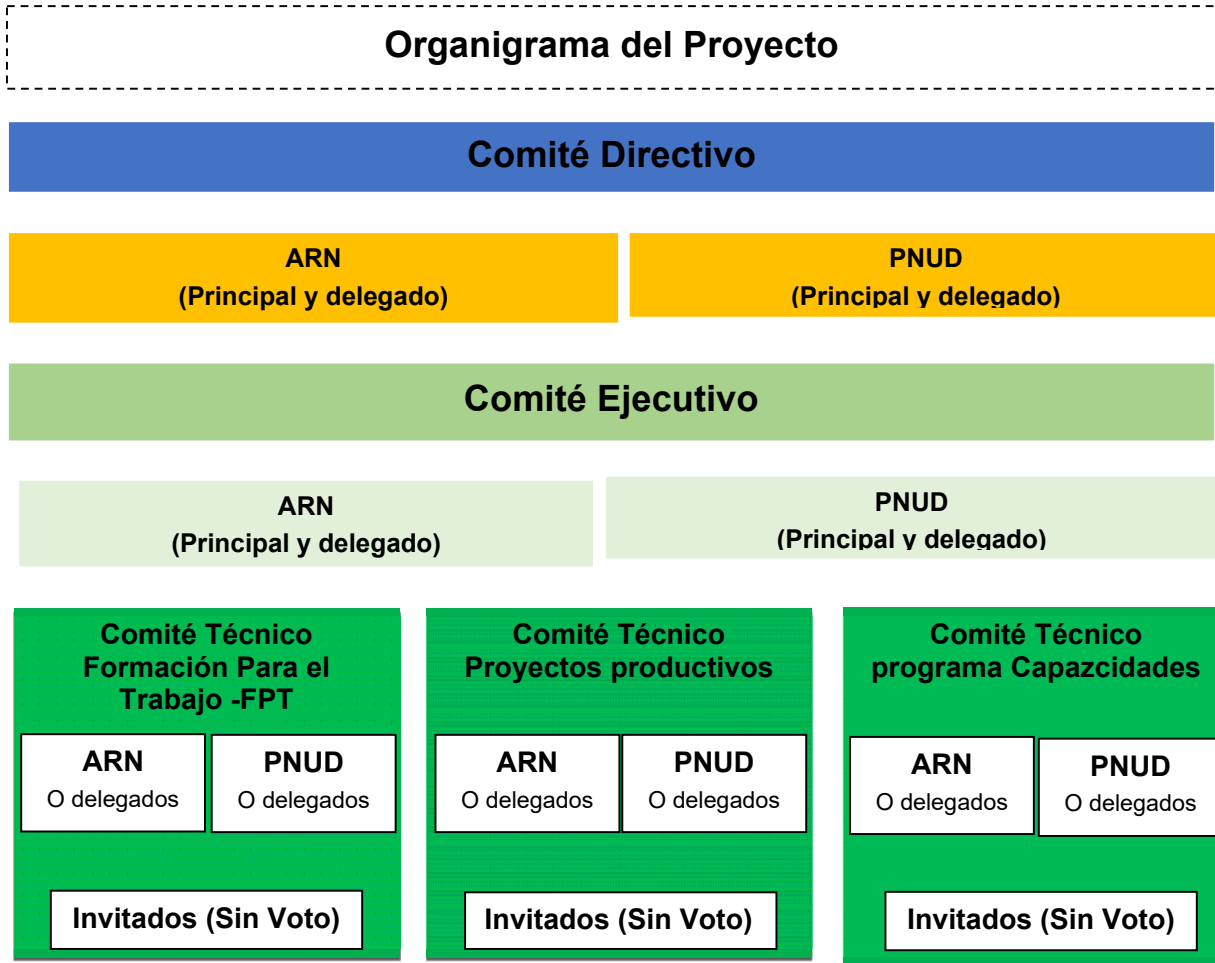 Organigrama del Proyecto
Comité Directivo
ARN
(Principal y delegado)
PNUD
(Principal y delegado)
Comité Ejecutivo
ARN
(Principal y delegado)
PNUD
(Principal y delegado)
Comité Técnico
Formación Para el
Trabajo -FPT
ARN
O delegados
PNUD
O delegados
Invitados (Sin Voto)
Comité Técnico
Proyectos productivos
ARN
O delegados
PNUD
O delegados
Invitados (Sin Voto)
Comité Técnico
programa Capazcidades
ARN
O delegados
PNUD
O delegados
Invitados (Sin Voto)